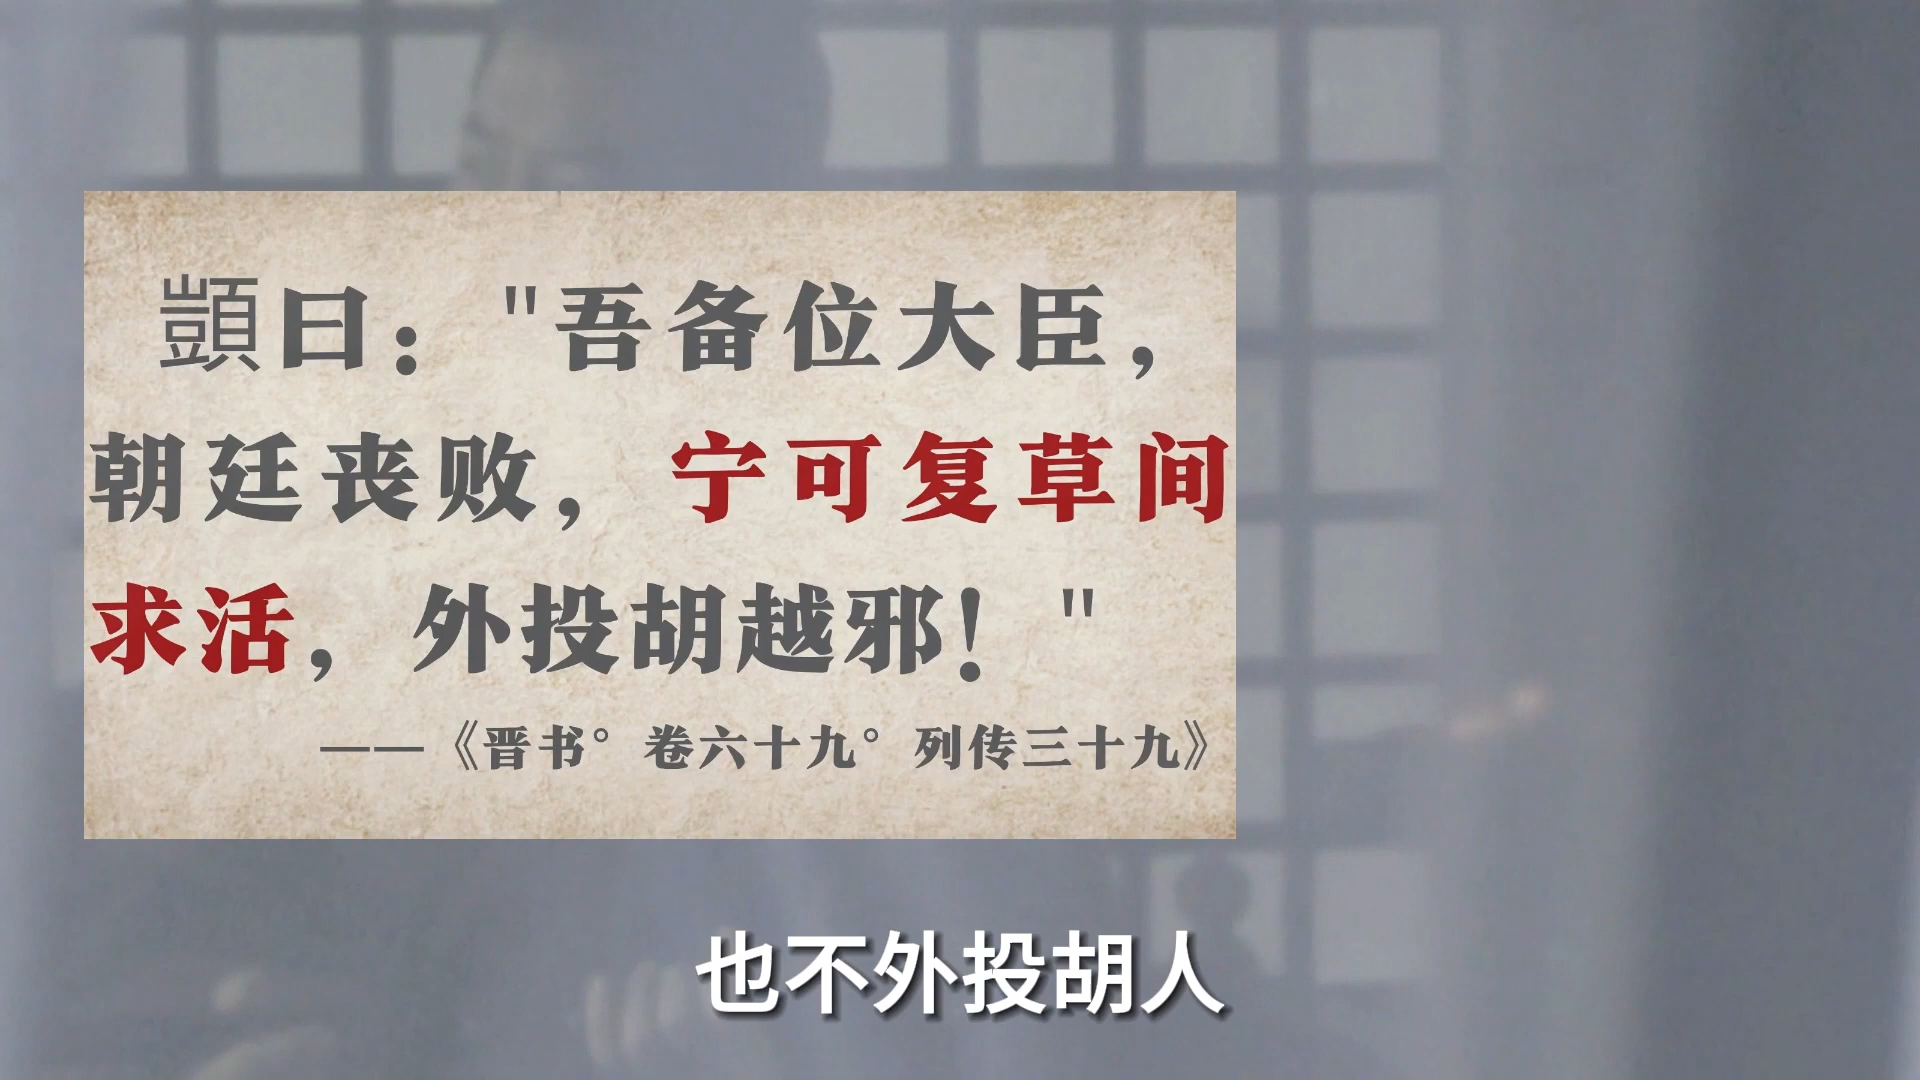 顗曰："吾备位大臣，
朝廷丧败，宁可复草间
求活，外投胡越邪！"
——《晋书°卷六十九°列传三十九》
也不外投胡人